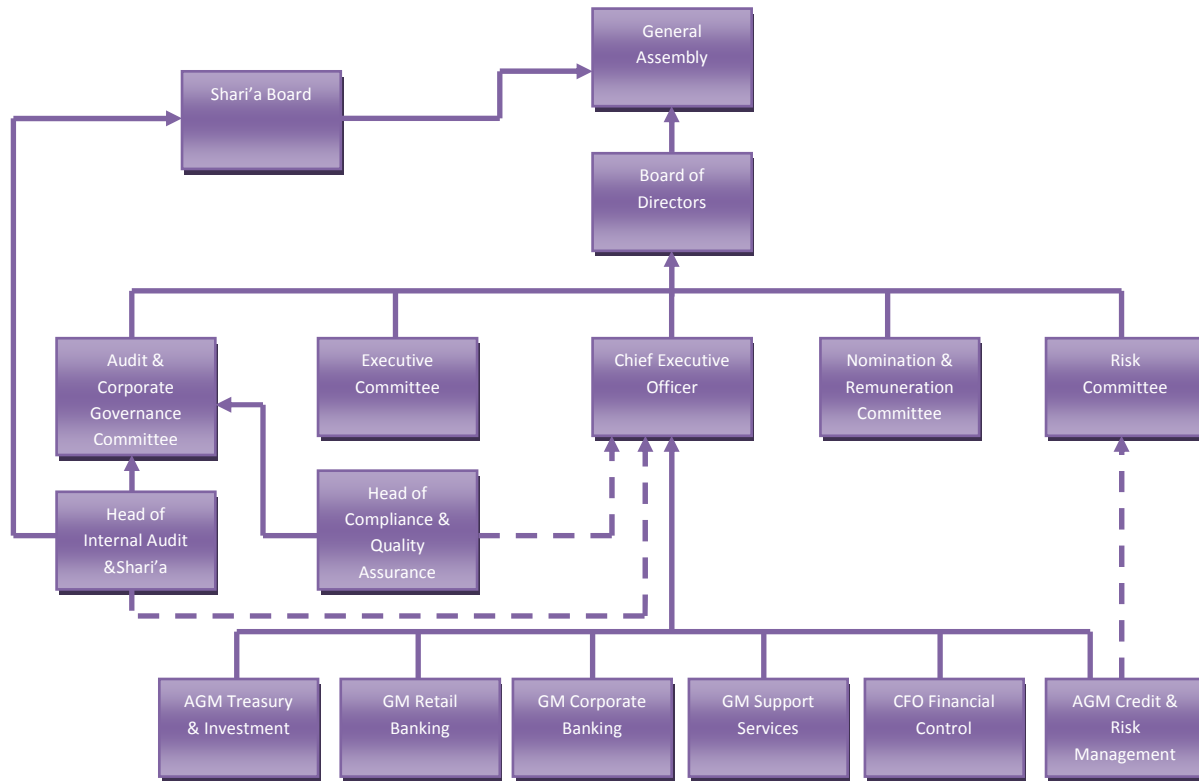 General
Assembly
Shari'a Board
Board of
Directors
Audit &
Corporate
Governance
Committee
Executive
Committee
Chief Executive
Officer
Nomination &
Remuneration
Committee
Risk
Committee
Head of
Internal Audit
&Shari'a
Head of
Compliance &
Quality
Assurance
AGM Treasury
& Investment
GM Retail
Banking
GM Corporate
Banking
GM Support
Services
CFO Financial
Control
AGM Credit &
Risk
Management